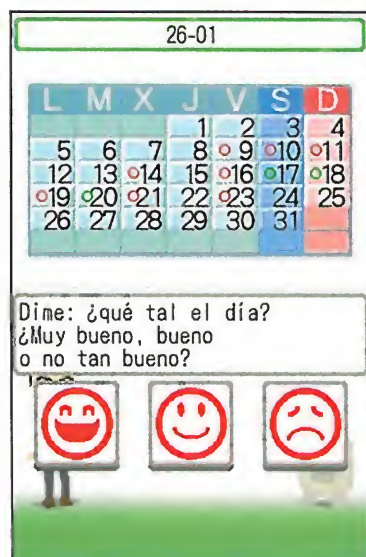 26-01
L M X J V S D
1 2 3 4
5 6 7 8 9 10 11
12 13 14 15 16 17 18
19 20 21 22 23 24 25
26 27 28 29 30 31
Dime: ¿qué tal el día?
¿Muy bueno, bueno
o no tan bueno?